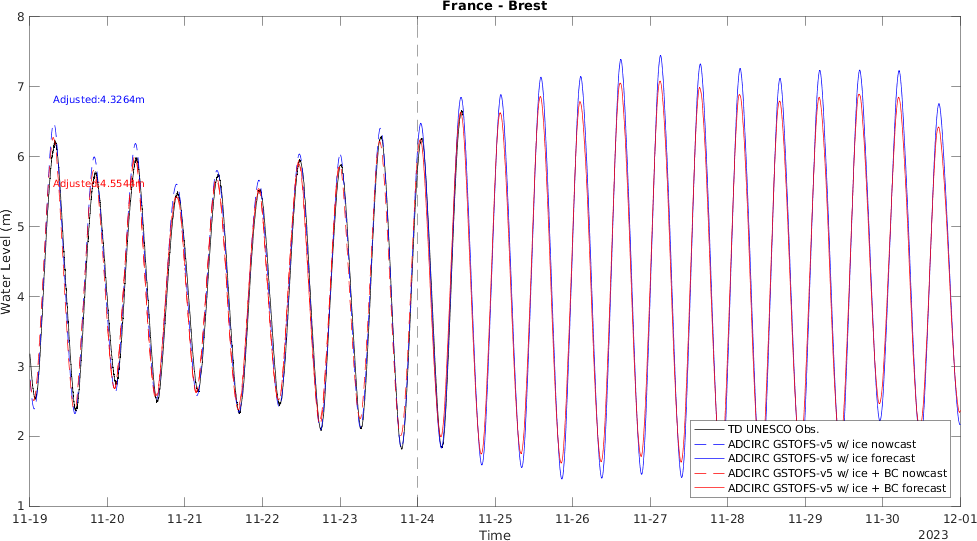 France - Brest
8
7
6
5
4
3
2
1
Water Level (m)
Adjusted:4.3264m
TD UNESCO Obs.
ADCIRC GSTOFS-v5 w/ ice nowcast
ADCIRC GSTOFS-v5 w/ ice forecast
ADCIRC GSTOFS-v5 w/ ice + BC nowcast
ADCIRC GSTOFS-v5 w/ ice + BC forecast
11-19 11-20 11-21 11-22 11-23 11-24 11-25 11-26 11-27 11-28 11-29 11-30 12-01
Time
2023